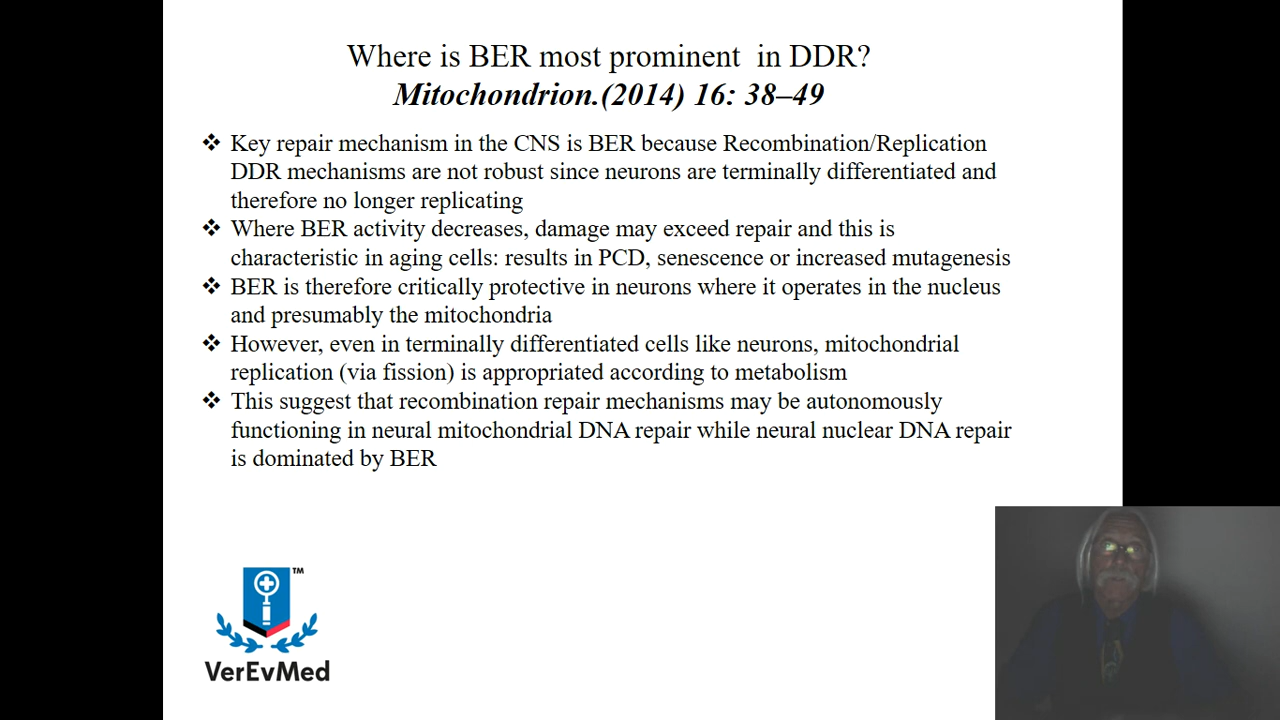 Where is BER most prominent in DDR?
Mitochondrion.(2014) 16: 38–49
❖ Key repair mechanism in the CNS is BER because Recombination/Replication
DDR mechanisms are not robust since neurons are terminally differentiated and
therefore no longer replicating
❖ Where BER activity decreases, damage may exceed repair and this is
characteristic in aging cells: results in PCD, senescence or increased mutagenesis
❖ BER is therefore critically protective in neurons where it operates in the nucleus
and presumably the mitochondria
❖ However, even in terminally differentiated cells like neurons, mitochondrial
replication (via fission) is appropriated according to metabolism
❖ This suggest that recombination repair mechanisms may be autonomously
functioning in neural mitochondrial DNA repair while neural nuclear DNA repair
is dominated by BER
TM
VerEvMed